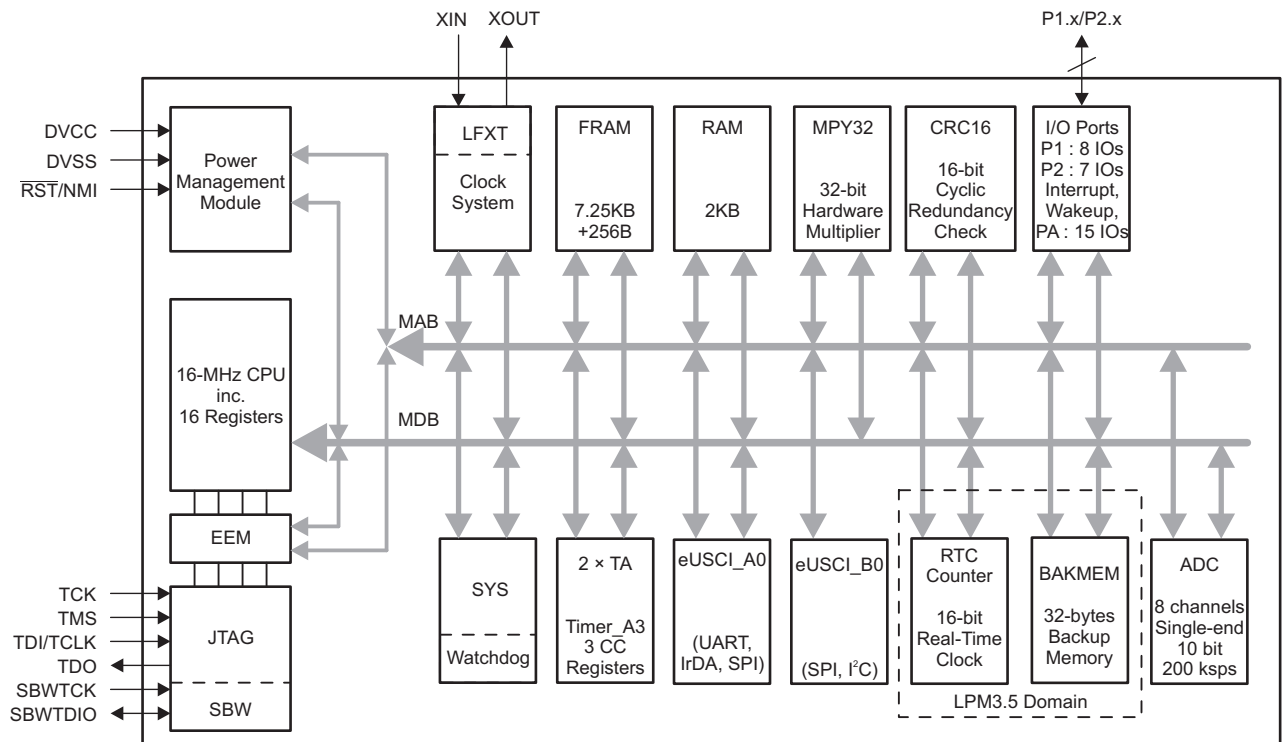 XIN
XOUT
P1.x/P2.x
DVCC
DVSS
RST/NMI
Power
Management
Module
LFXT
Clock
System
FRAM
7.25KB
+256B
RAM
2KB
MPY32
32-bit
Hardware
Multiplier
CRC16
16-bit
Cyclic
Redundancy
Check
I/O Ports
P1 : 8 IOs
P2 : 7 IOs
Interrupt,
Wakeup,
PA : 15 IOs
MAB
16-MHz CPU
inc.
16 Registers
MDB
EEM
TCK
TMS
TDI/TCLK
TDO
SBWTCK
SBWTDIO
JTAG
SBW
SYS
Watchdog
2 × TA
Timer_A3
3 CC
Registers
eUSCI_A0
(UART,
IrDA, SPI)
eUSCI_B0
(SPI, I²C)
RTC
Counter
16-bit
Real-Time
Clock
BAKMEM
32-bytes
Backup
Memory
LPM3.5 Domain
ADC
8 channels
Single-end
10 bit
200 ksps